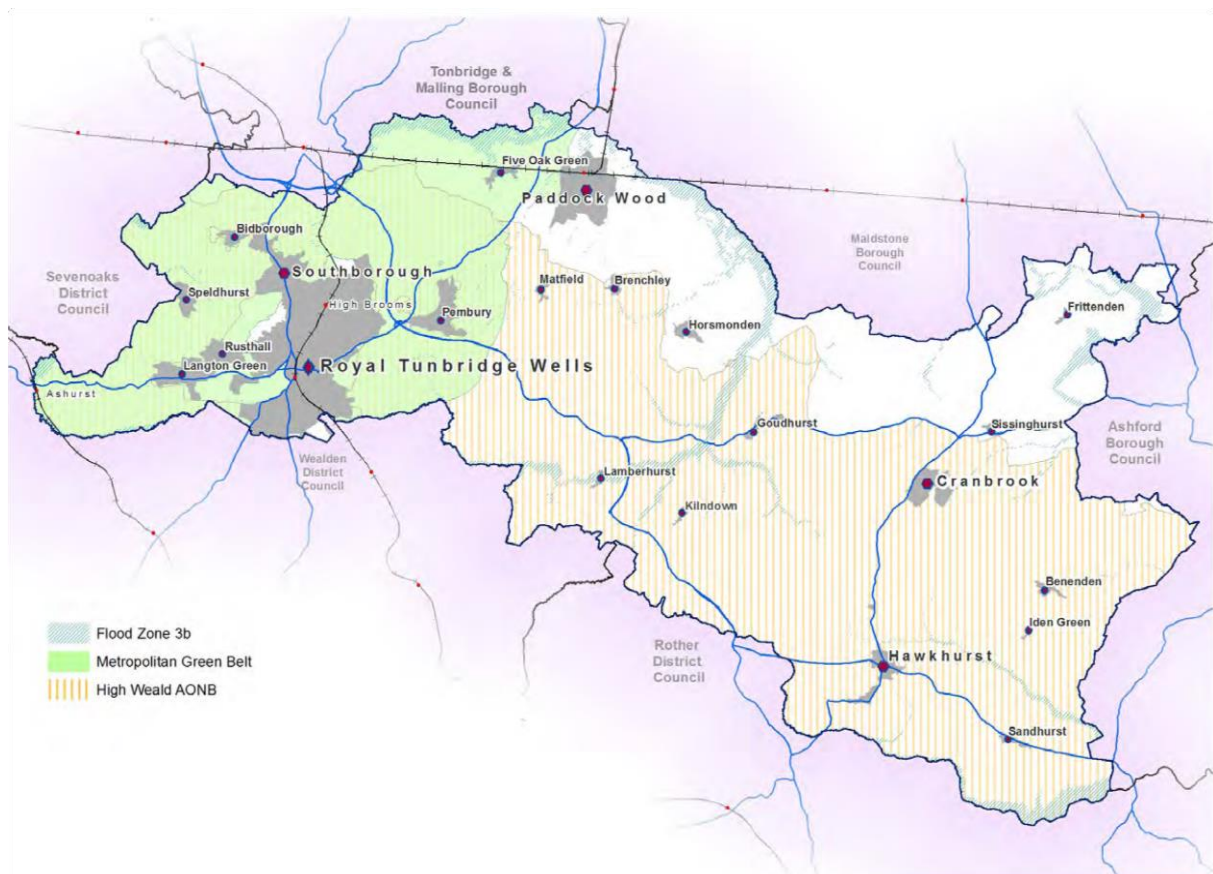 Tonbridge &
Malling Borough
Council
Five Oak Green
Paddock Wood
Bidborough
Southborough
Sevenoaks
District
Council
Speldhurst
High Brooms
Pembury
Matfield
Brenchley
Maidstone
Borough
Council
Horsmonden
Frittenden
Rusthall
Langton Green
Royal Tunbridge Wells
Ashurst
Goudhurst
Sissinghurst
Ashford
Borough
Council
Wealden
District
Council
Lamberhurst
Kilndown
Cranbrook
Benenden
Iden Green
Rother
District
Council
Hawkhurst
Sandhurst
Flood Zone 3b
Metropolitan Green Belt
High Weald AONB